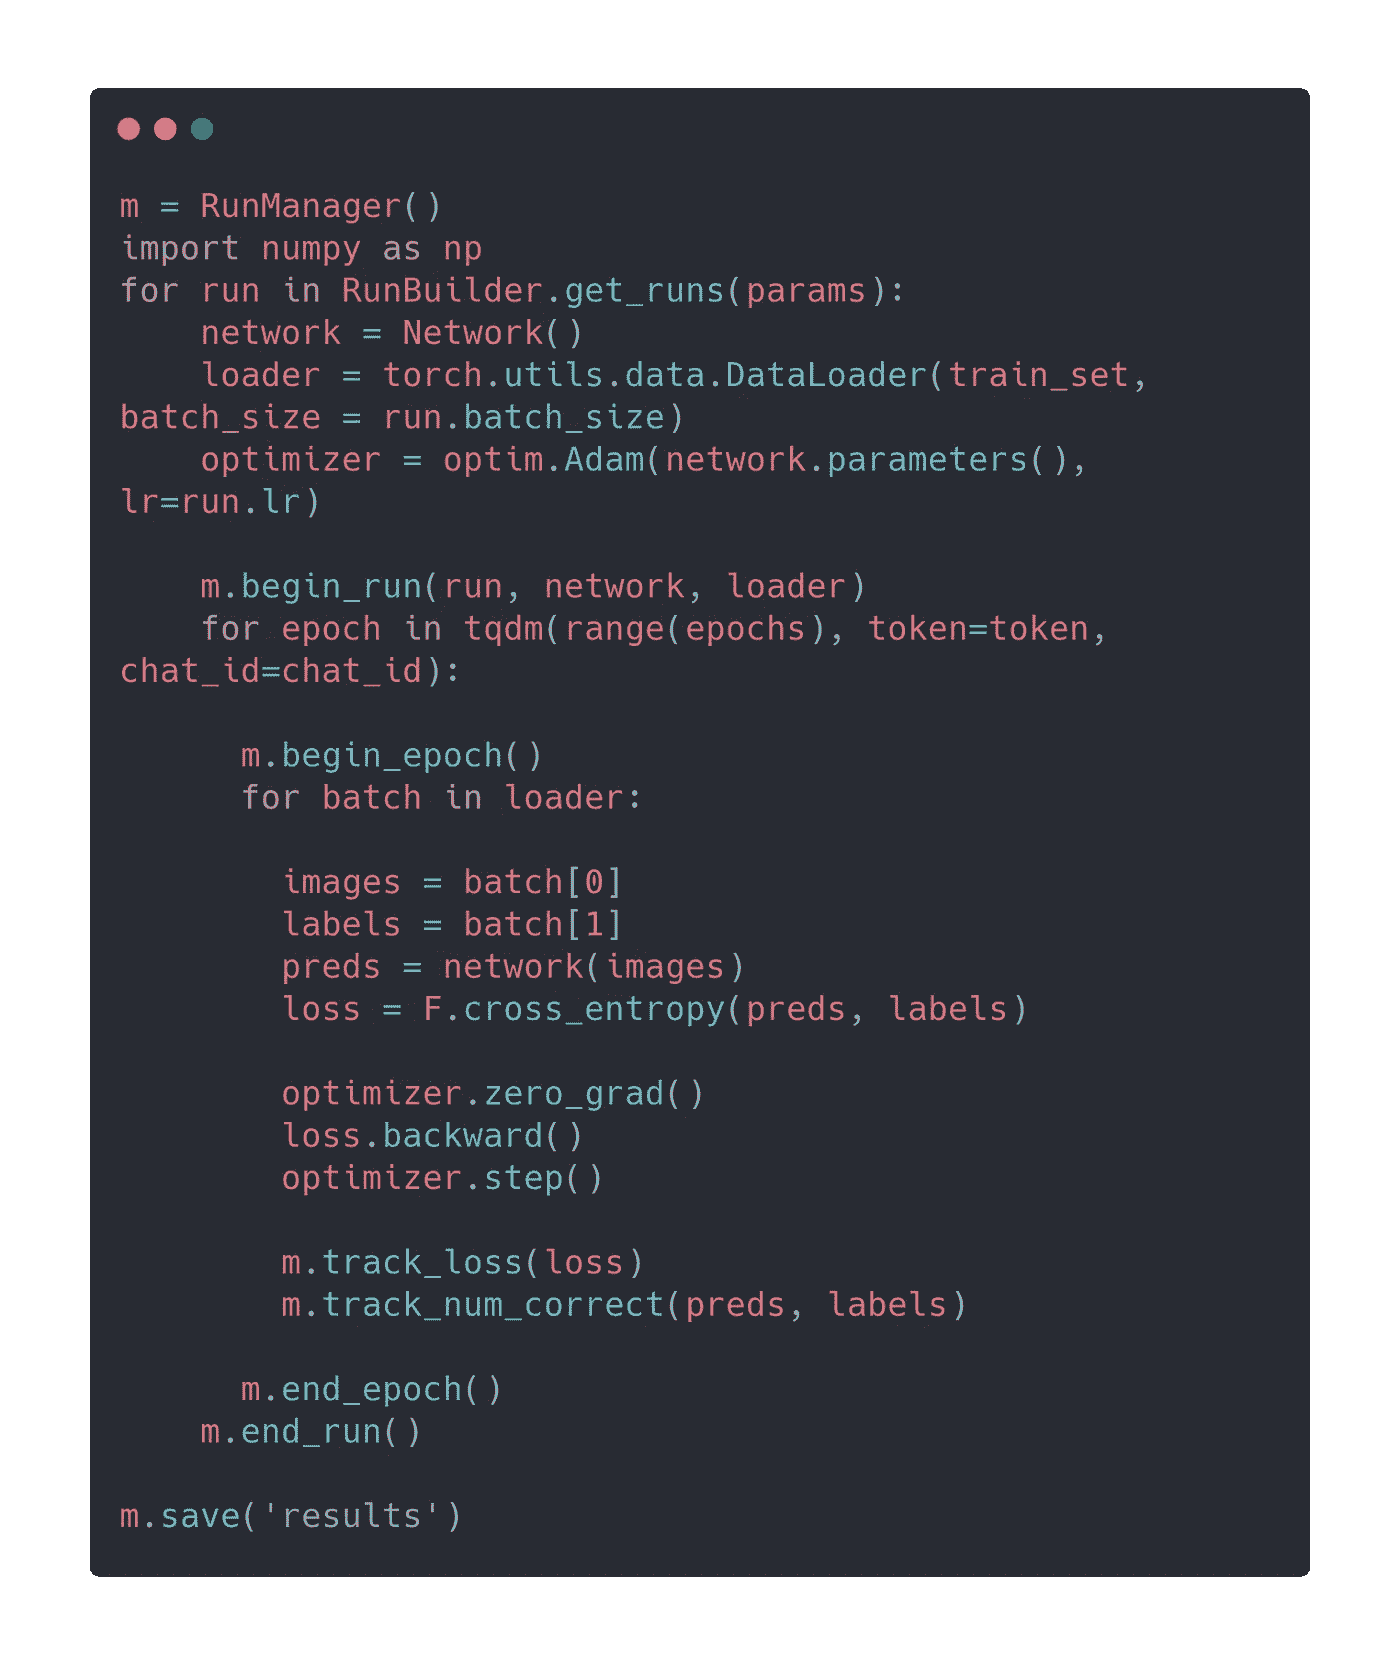 m = RunManager()
import numpy as np
for run in RunBuilder.get_runs(params):
    network = Network()
    loader = torch.utils.data.DataLoader(train_set,
batch_size = run.batch_size)
    optimizer = optim.Adam(network.parameters(),
lr=run.lr)

    m.begin_run(run, network, loader)
    for epoch in tqdm(range(epochs), token=token,
chat_id=chat_id):

      m.begin_epoch()
      for batch in loader:

        images = batch[0]
        labels = batch[1]
        preds = network(images)
        loss = F.cross_entropy(preds, labels)

        optimizer.zero_grad()
        loss.backward()
        optimizer.step()

        m.track_loss(loss)
        m.track_num_correct(preds, labels)

      m.end_epoch()
    m.end_run()

m.save('results')